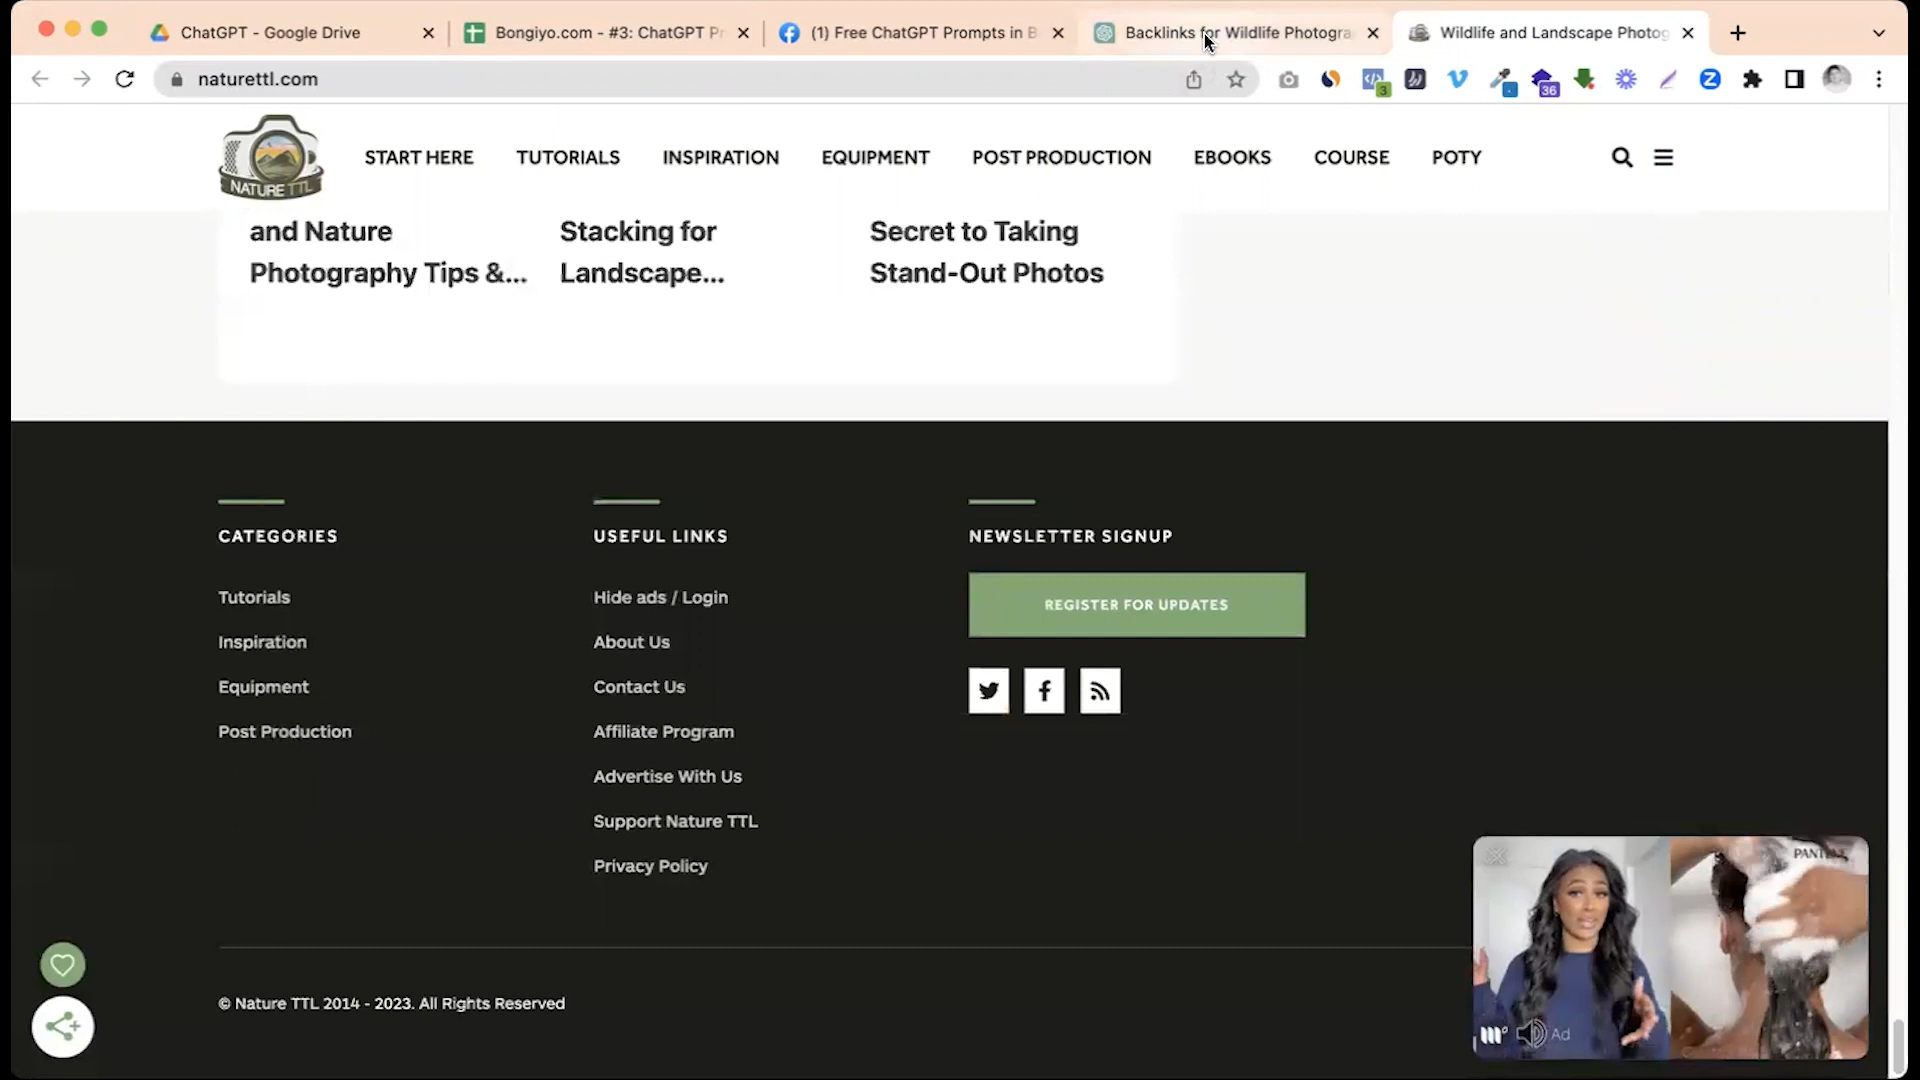 ChatGPT - Google Drive
Bongiyo.com - #3: ChatGPT Pr
(1) Free ChatGPT Prompts in B
Backlinks for Wildlife Photogra
Wildlife and Landscape Photog
naturettl.com
3
36
NATURE TTL
START HERE
TUTORIALS
INSPIRATION
EQUIPMENT
POST PRODUCTION
EBOOKS
COURSE
POTY
and Nature
Photography Tips &...
Stacking for
Landscape...
Secret to Taking
Stand-Out Photos
CATEGORIES
Tutorials
Inspiration
Equipment
Post Production
USEFUL LINKS
Hide ads / Login
About Us
Contact Us
Affiliate Program
Advertise With Us
Support Nature TTL
Privacy Policy
NEWSLETTER SIGNUP
REGISTER FOR UPDATES
© Nature TTL 2014 - 2023. All Rights Reserved
Ad